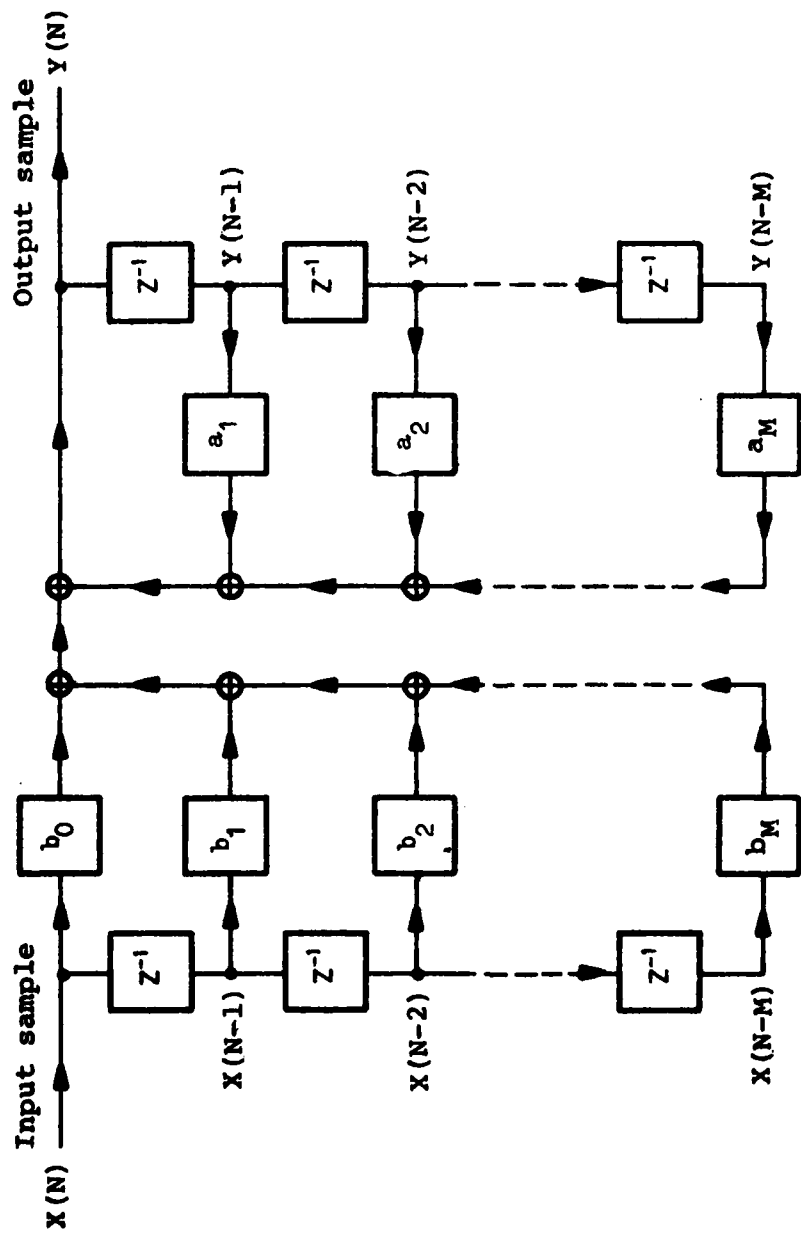 Input sample
Output sample
X(N)
b0
Y(N)
Z-1
Z-1
X(N-1)
b1
a1
Y(N-1)
Z-1
Z-1
X(N-2)
b2
a2
Y(N-2)
Z-1
Z-1
X(N-M)
bM
aM
Y(N-M)